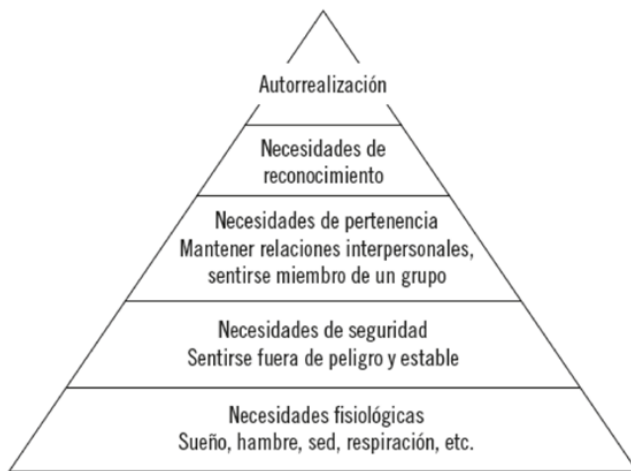 Autorrealización
Necesidades de
reconocimiento
Necesidades de pertenencia
Mantener relaciones interpersonales,
sentirse miembro de un grupo
Necesidades de seguridad
Sentirse fuera de peligro y estable
Necesidades fisiológicas
Sueño, hambre, sed, respiración, etc.